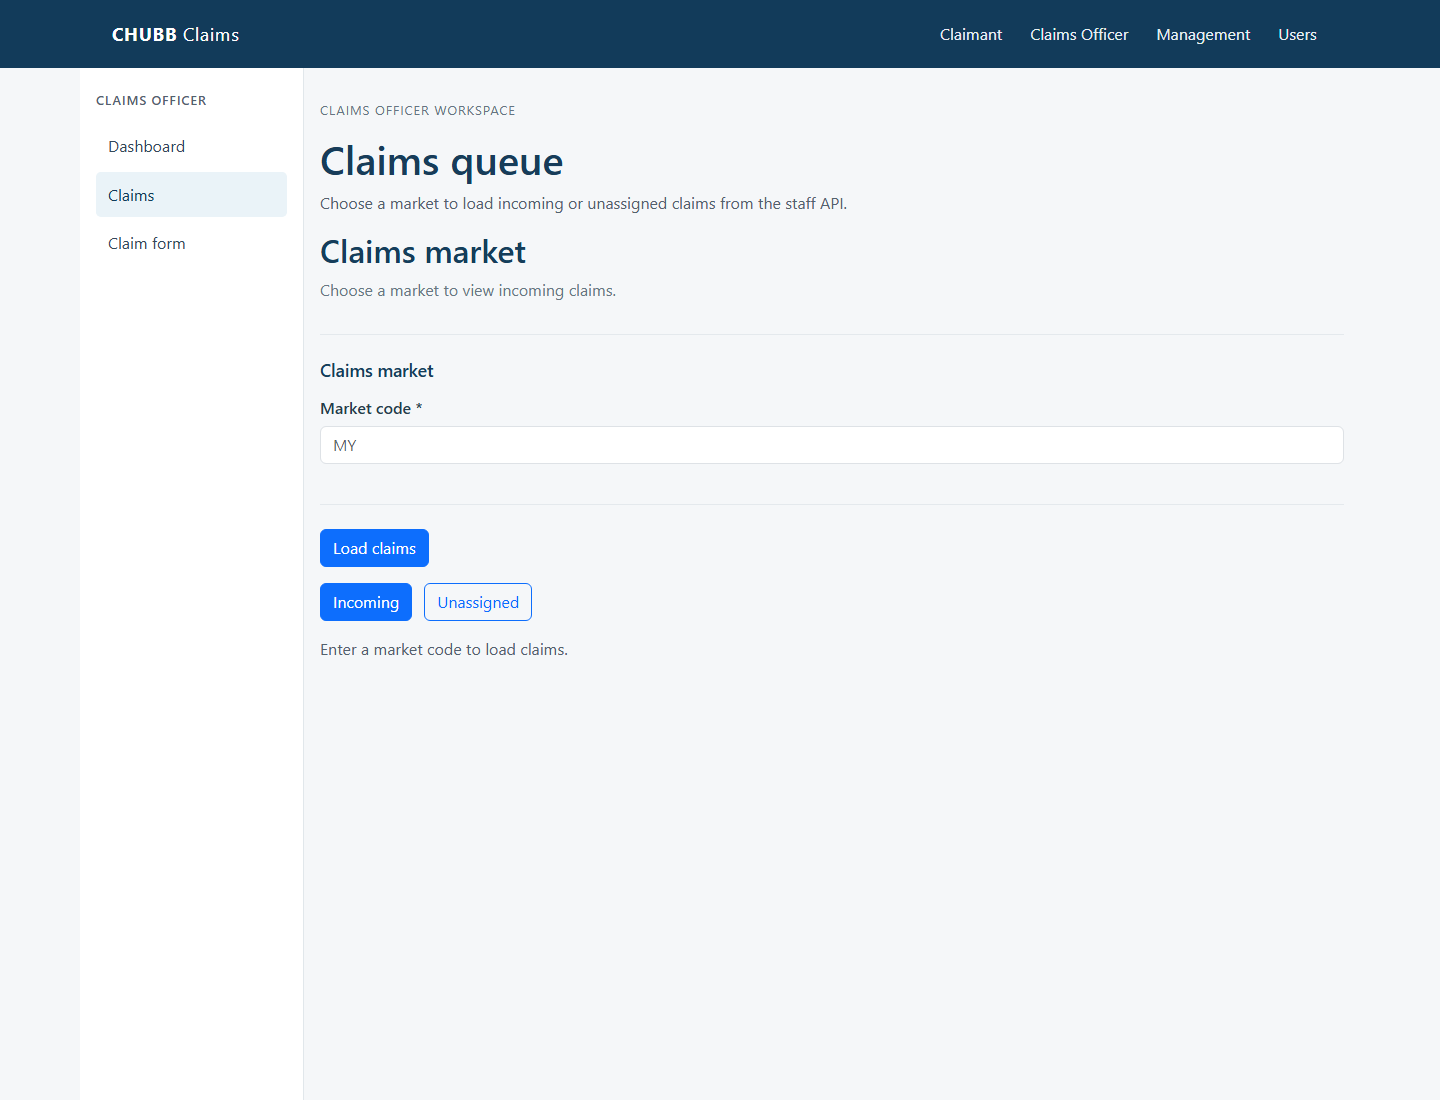 CHUBB Claims
Claimant
Claims Officer
Management
Users
CLAIMS OFFICER
Dashboard
Claims
Claim form
CLAIMS OFFICER WORKSPACE
Claims queue
Choose a market to load incoming or unassigned claims from the staff API.
Claims market
Choose a market to view incoming claims.
Claims market
Market code *
MY
Load claims
Incoming
Unassigned
Enter a market code to load claims.